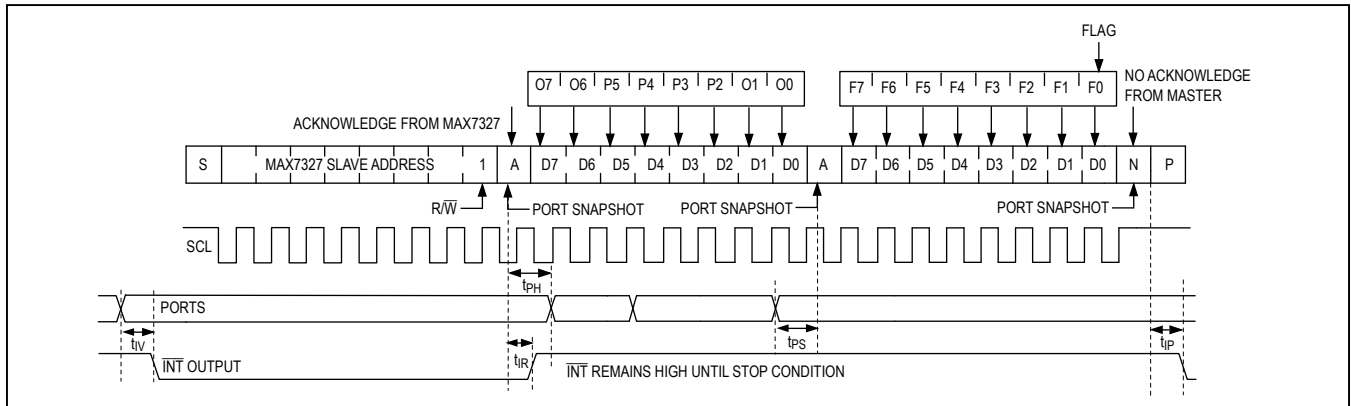 FLAG
O7 O6 P5 P4 P3 P2 O1 O0
F7 F6 F5 F4 F3 F2 F1 F0
NO ACKNOWLEDGE
FROM MASTER
ACKNOWLEDGE FROM MAX7327
S MAX7327 SLAVE ADDRESS 1 A D7 D6 D5 D4 D3 D2 D1 D0 A D7 D6 D5 D4 D3 D2 D1 D0 N P
R/W̅ PORT SNAPSHOT PORT SNAPSHOT PORT SNAPSHOT
SCL
tPH
PORTS
tIV tIR tPS tIP
I̅N̅T̅ OUTPUT I̅N̅T̅ REMAINS HIGH UNTIL STOP CONDITION